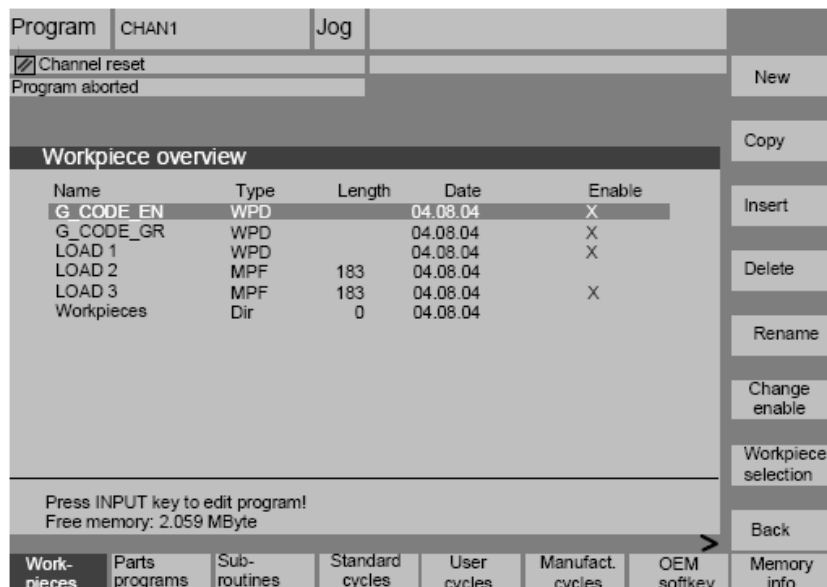 Program CHAN1 Jog
Channel reset
Program aborted
Workpiece overview
Name Type Length Date Enable
G_CODE_EN WPD 04.08.04 X
G_CODE_GR WPD 04.08.04 X
LOAD 1 WPD 04.08.04 X
LOAD 2 MPF 183 04.08.04
LOAD 3 MPF 183 04.08.04 X
Workpieces Dir 0 04.08.04
Press INPUT key to edit program!
Free memory: 2.059 MByte
>
New
Copy
Insert
Delete
Rename
Change
enable
Workpiece
selection
Back
Work-
pieces
Parts
programs
Sub-
routines
Standard
cycles
User
cycles
Manufact.
cycles
OEM
softkey
Memory
info